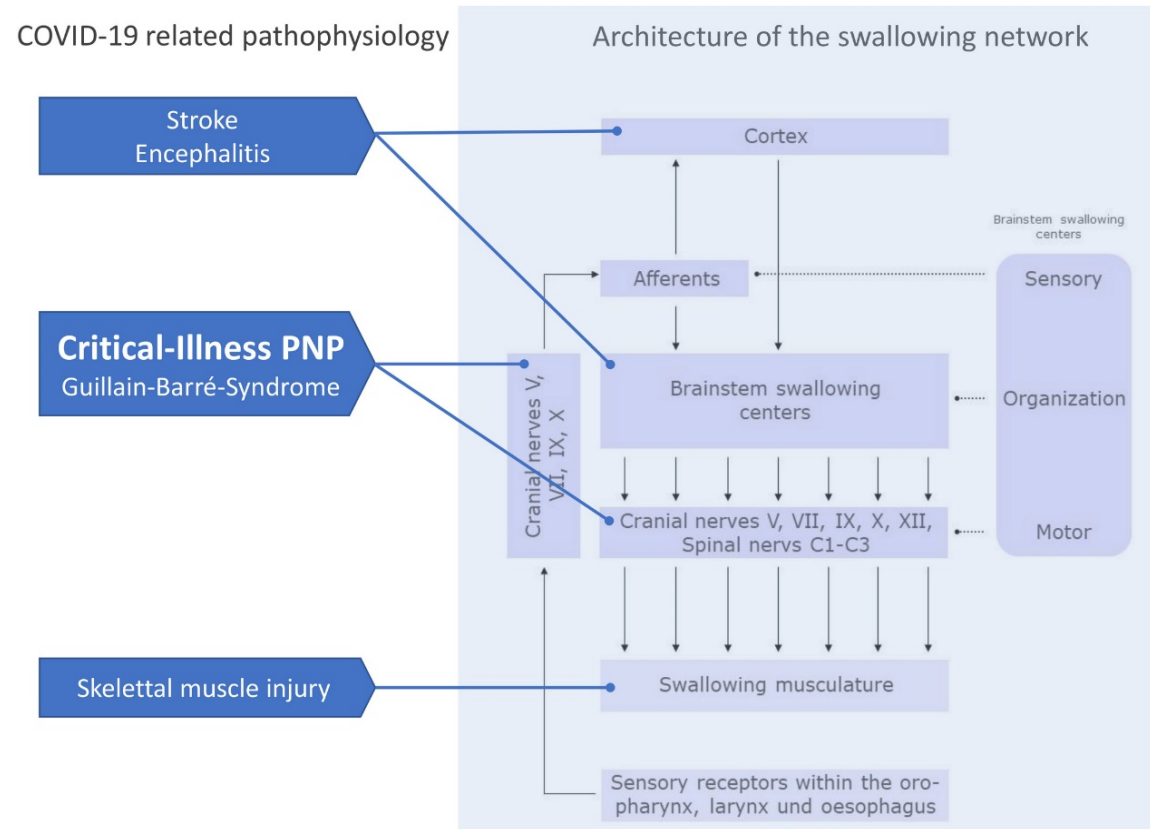 COVID-19 related pathophysiology
Architecture of the swallowing network
Stroke
Encephalitis
Cortex
Brainstem swallowing
centers
Afferents
Sensory
Critical-Illness PNP
Guillain-Barré-Syndrome
Cranial nerves V,
VII, IX, X
Brainstem swallowing
centers
Organization
Cranial nerves V, VII, IX, X, XII,
Spinal nervs C1-C3
Motor
Skelettal muscle injury
Swallowing musculature
Sensory receptors within the oro-
pharynx, larynx und oesophagus